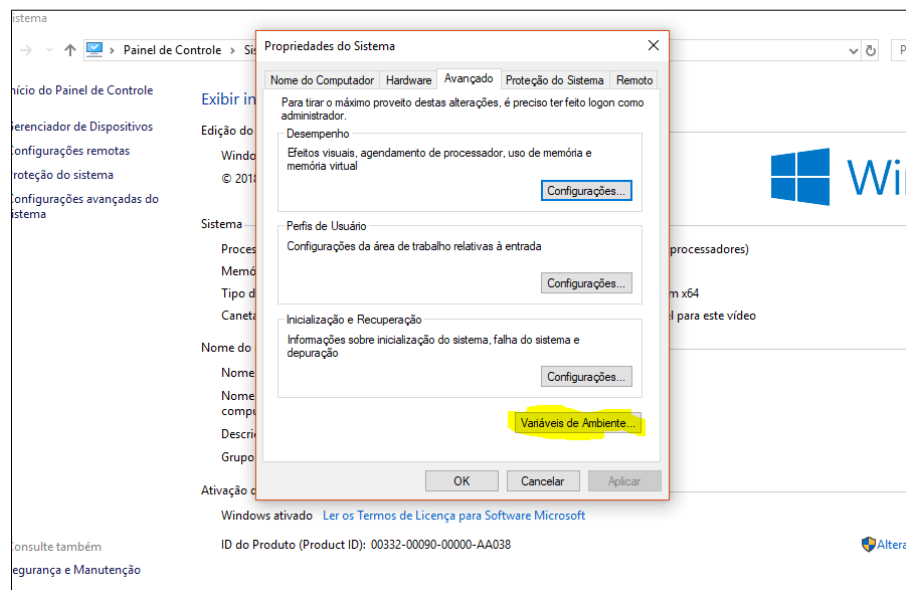 istema
Painel de Controle > Sis
P
Propriedades do Sistema
Nome do Computador Hardware Avançado Proteção do Sistema Remoto
Para tirar o máximo proveito destas alterações, é preciso ter feito logon como
administrador.
Desempenho
Efeitos visuais, agendamento de processador, uso de memória e
memória virtual
Configurações...
Perfis de Usuário
Configurações da área de trabalho relativas à entrada
Configurações...
Inicialização e Recuperação
Informações sobre inicialização do sistema, falha do sistema e
depuração
Configurações...
Variáveis de Ambiente...
OK Cancelar Aplicar
nício do Painel de Controle
Gerenciador de Dispositivos
Configurações remotas
roteção do sistema
Configurações avançadas do
istema
Consulte também
egurança e Manutenção
Exibir in
Edição do
Windo
© 2018
Win
Sistema
Proces
processadores)
Memó
Tipo d
m x64
Caneta
l para este vídeo
Nome do
Nome
Nome
compu
Descri
Grupo
Ativação d
Windows ativado Ler os Termos de Licença para Software Microsoft
ID do Produto (Product ID): 00332-00090-00000-AA038
Altera